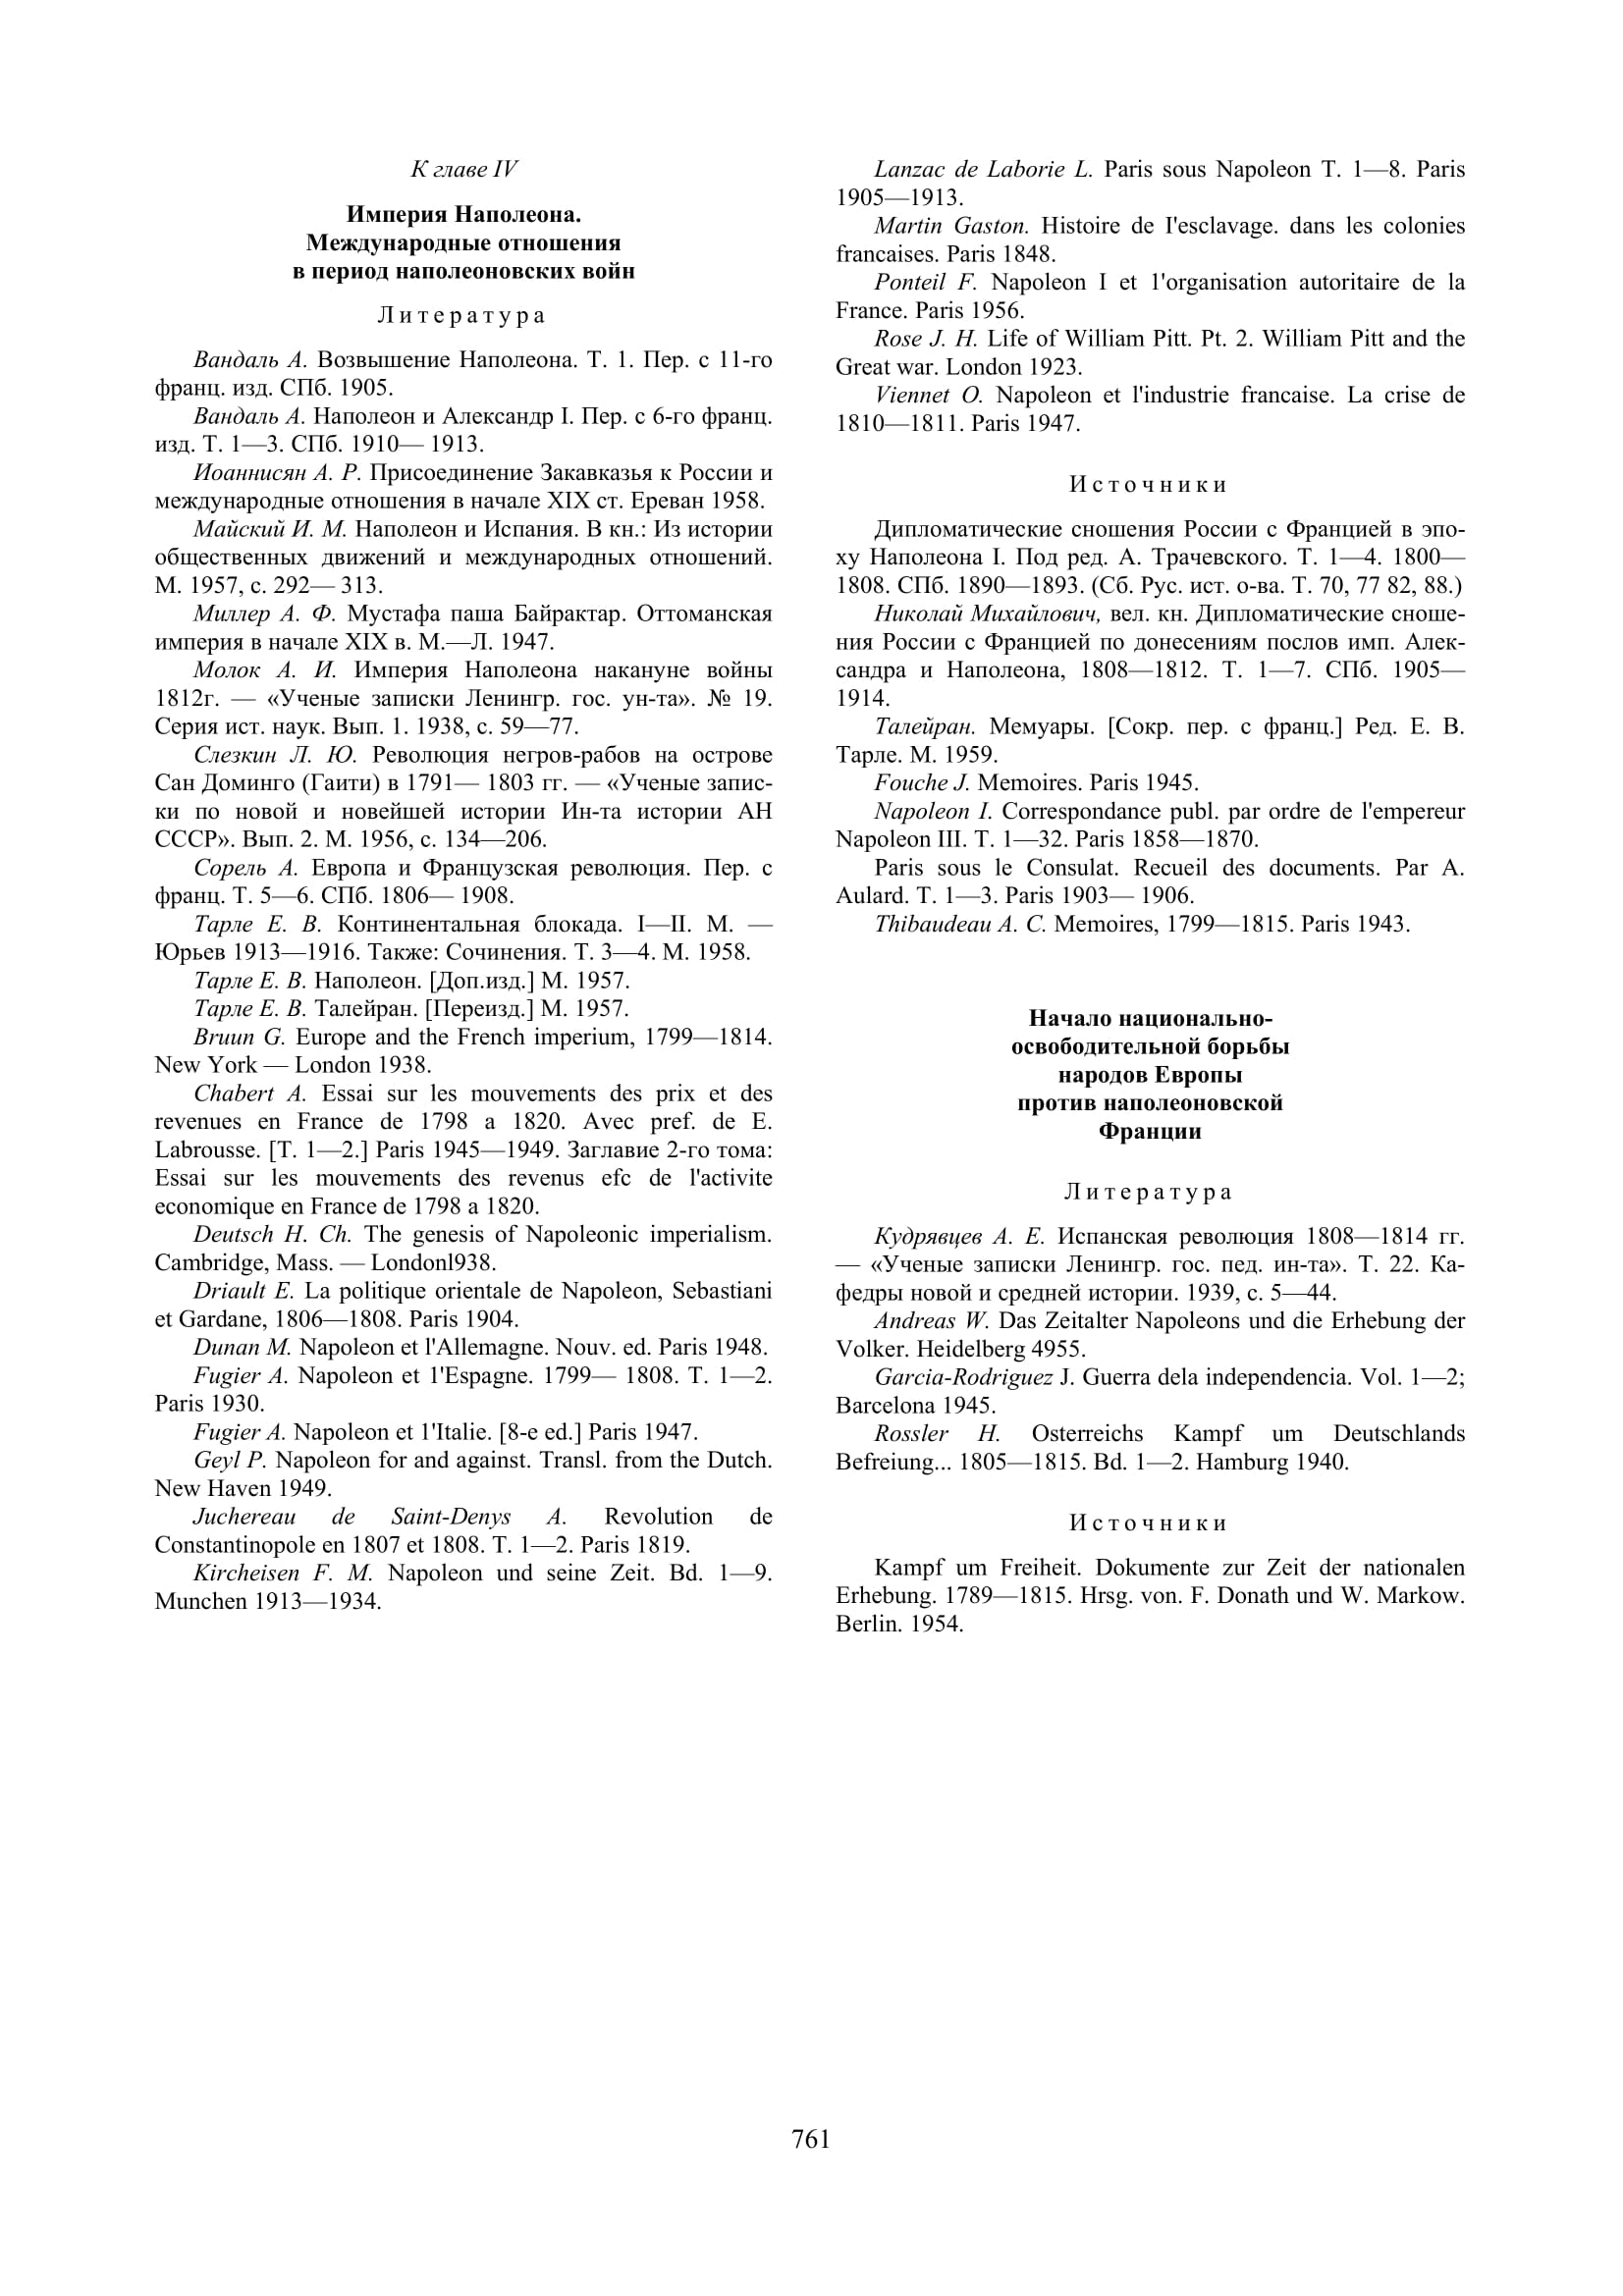 К главе IV
Империя Наполеона.
Международные отношения
в период наполеоновских войн
Литература
Вандаль А. Возвышение Наполеона. Т. 1. Пер. с 11-го
франц. изд. СПб. 1905.
Вандаль А. Наполеон и Александр I. Пер. с 6-го франц.
изд. Т. 1—3. СПб. 1910— 1913.
Иоаннисян А. Р. Присоединение Закавказья к России и
международные отношения в начале XIX ст. Ереван 1958.
Майский И. М. Наполеон и Испания. В кн.: Из истории
общественных движений и международных отношений.
М. 1957, с. 292— 313.
Миллер А. Ф. Мустафа паша Байрактар. Оттоманская
империя в начале XIX в. М.—Л. 1947.
Молок А. И. Империя Наполеона накануне войны
1812г. — «Ученые записки Ленингр. гос. ун-та». № 19.
Серия ист. наук. Вып. 1. 1938, с. 59—77.
Слезкин Л. Ю. Революция негров-рабов на острове
Сан Доминго (Гаити) в 1791— 1803 гг. — «Ученые запис-
ки по новой и новейшей истории Ин-та истории АН
СССР». Вып. 2. М. 1956, с. 134—206.
Сорель А. Европа и Французская революция. Пер. с
франц. Т. 5—6. СПб. 1806— 1908.
Тарле Е. В. Континентальная блокада. I—II. М. —
Юрьев 1913—1916. Также: Сочинения. Т. 3—4. М. 1958.
Тарле Е. В. Наполеон. [Доп.изд.] М. 1957.
Тарле Е. В. Талейран. [Переизд.] М. 1957.
Bruun G. Europe and the French imperium, 1799—1814.
New York — London 1938.
Chabert A. Essai sur les mouvements des prix et des
revenues en France de 1798 a 1820. Avec pref. de E.
Labrousse. [T. 1—2.] Paris 1945—1949. Заглавие 2-го тома:
Essai sur les mouvements des revenus efc de l'activite
economique en France de 1798 a 1820.
Deutsch H. Ch. The genesis of Napoleonic imperialism.
Cambridge, Mass. — Londonl938.
Driault E. La politique orientale de Napoleon, Sebastiani
et Gardane, 1806—1808. Paris 1904.
Dunan M. Napoleon et l'Allemagne. Nouv. ed. Paris 1948.
Fugier A. Napoleon et 1'Espagne. 1799— 1808. T. 1—2.
Paris 1930.
Fugier A. Napoleon et 1'Italie. [8-e ed.] Paris 1947.
Geyl P. Napoleon for and against. Transl. from the Dutch.
New Haven 1949.
Juchereau de Saint-Denys A. Revolution de
Constantinopole en 1807 et 1808. T. 1—2. Paris 1819.
Kircheisen F. M. Napoleon und seine Zeit. Bd. 1—9.
Munchen 1913—1934.
Lanzac de Laborie L. Paris sous Napoleon T. 1—8. Paris
1905—1913.
Martin Gaston. Histoire de I'esclavage. dans les colonies
francaises. Paris 1848.
Ponteil F. Napoleon I et 1'organisation autoritaire de la
France. Paris 1956.
Rose J. H. Life of William Pitt. Pt. 2. William Pitt and the
Great war. London 1923.
Viennet O. Napoleon et l'industrie francaise. La crise de
1810—1811. Paris 1947.
Источники
Дипломатические сношения России с Францией в эпо-
ху Наполеона I. Под ред. А. Трачевского. Т. 1—4. 1800—
1808. СПб. 1890—1893. (Сб. Рус. ист. о-ва. Т. 70, 77 82, 88.)
Николай Михайлович, вел. кн. Дипломатические сноше-
ния России с Францией по донесениям послов имп. Алек-
сандра и Наполеона, 1808—1812. Т. 1—7. СПб. 1905—
1914.
Талейран. Мемуары. [Сокр. пер. с франц.] Ред. Е. В.
Тарле. М. 1959.
Fouche J. Memoires. Paris 1945.
Napoleon I. Correspondance publ. par ordre de l'empereur
Napoleon III. T. 1—32. Paris 1858—1870.
Paris sous le Consulat. Recueil des documents. Par A.
Aulard. T. 1—3. Paris 1903— 1906.
Thibaudeau A. C. Memoires, 1799—1815. Paris 1943.
Начало национально-
освободительной борьбы
народов Европы
против наполеоновской
Франции
Литература
Кудрявцев А. Е. Испанская революция 1808—1814 гг.
— «Ученые записки Ленингр. гос. пед. ин-та». Т. 22. Ка-
федры новой и средней истории. 1939, с. 5—44.
Andreas W. Das Zeitalter Napoleons und die Erhebung der
Volker. Heidelberg 4955.
Garcia-Rodriguez J. Guerra dela independencia. Vol. 1—2;
Barcelona 1945.
Rossler H. Osterreichs Kampf um Deutschlands
Befreiung... 1805—1815. Bd. 1—2. Hamburg 1940.
Источники
Kampf um Freiheit. Dokumente zur Zeit der nationalen
Erhebung. 1789—1815. Hrsg. von. F. Donath und W. Markow.
Berlin. 1954.
761